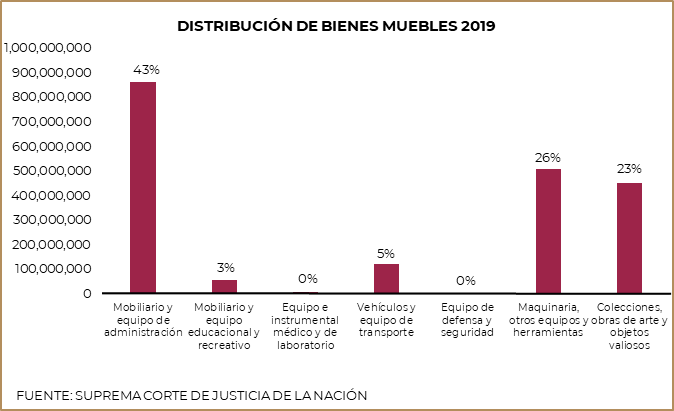 DISTRIBUCIÓN DE BIENES MUEBLES 2019
1,000,000,000
900,000,000
800,000,000
700,000,000
600,000,000
500,000,000
400,000,000
300,000,000
200,000,000
100,000,000
0
43%
3%
0%
5%
0%
26%
23%
Mobiliario y
equipo de
administración
Mobiliario y
equipo
educacional y
recreativo
Equipo e
instrumental
médico y de
laboratorio
Vehículos y
equipo de
transporte
Equipo de
defensa y
seguridad
Maquinaria,
otros equipos y
herramientas
Colecciones,
obras de arte y
objetos
valiosos
FUENTE: SUPREMA CORTE DE JUSTICIA DE LA NACIÓN